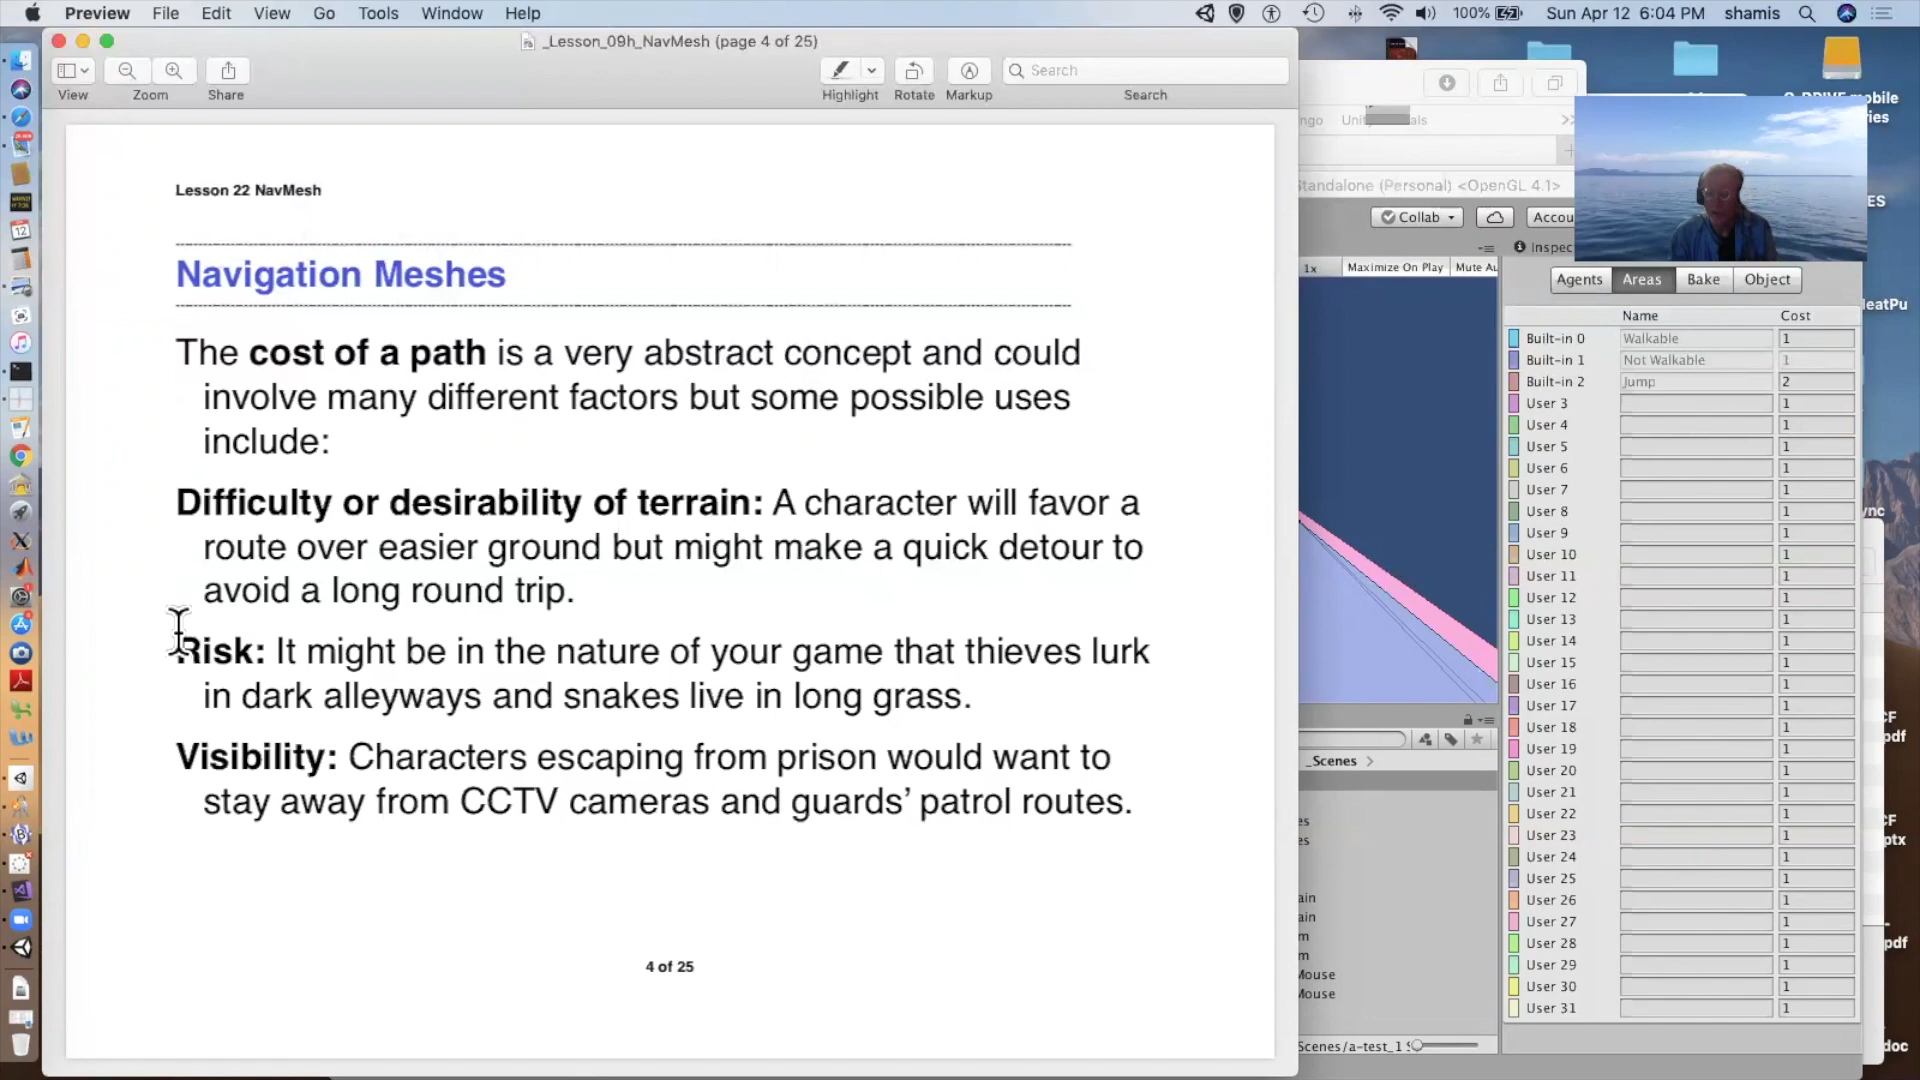 Preview File Edit View Go Tools Window Help
100% Sun Apr 12 6:04 PM shamis
_Lesson_09h_NavMesh (page 4 of 25)
View Zoom Share Highlight Rotate Markup Search
Search
Lesson 22 NavMesh
Navigation Meshes
The cost of a path is a very abstract concept and could
involve many different factors but some possible uses
include:
Difficulty or desirability of terrain: A character will favor a
route over easier ground but might make a quick detour to
avoid a long round trip.
Risk: It might be in the nature of your game that thieves lurk
in dark alleyways and snakes live in long grass.
Visibility: Characters escaping from prison would want to
stay away from CCTV cameras and guards’ patrol routes.
4 of 25
Standalone (Personal) <OpenGL 4.1>
Collab Accou
Inspec
1x Maximize On Play Mute Au
Agents Areas Bake Object
Name Cost
Built-in 0 Walkable 1
Built-in 1 Not Walkable 1
Built-in 2 Jump 2
User 3 1
User 4 1
User 5 1
User 6 1
User 7 1
User 8 1
User 9 1
User 10 1
User 11 1
User 12 1
User 13 1
User 14 1
User 15 1
User 16 1
User 17 1
User 18 1
User 19 1
User 20 1
User 21 1
User 22 1
User 23 1
User 24 1
User 25 1
User 26 1
User 27 1
User 28 1
User 29 1
User 30 1
User 31 1
_Scenes >
Mouse
Mouse
Scenes/a-test_1